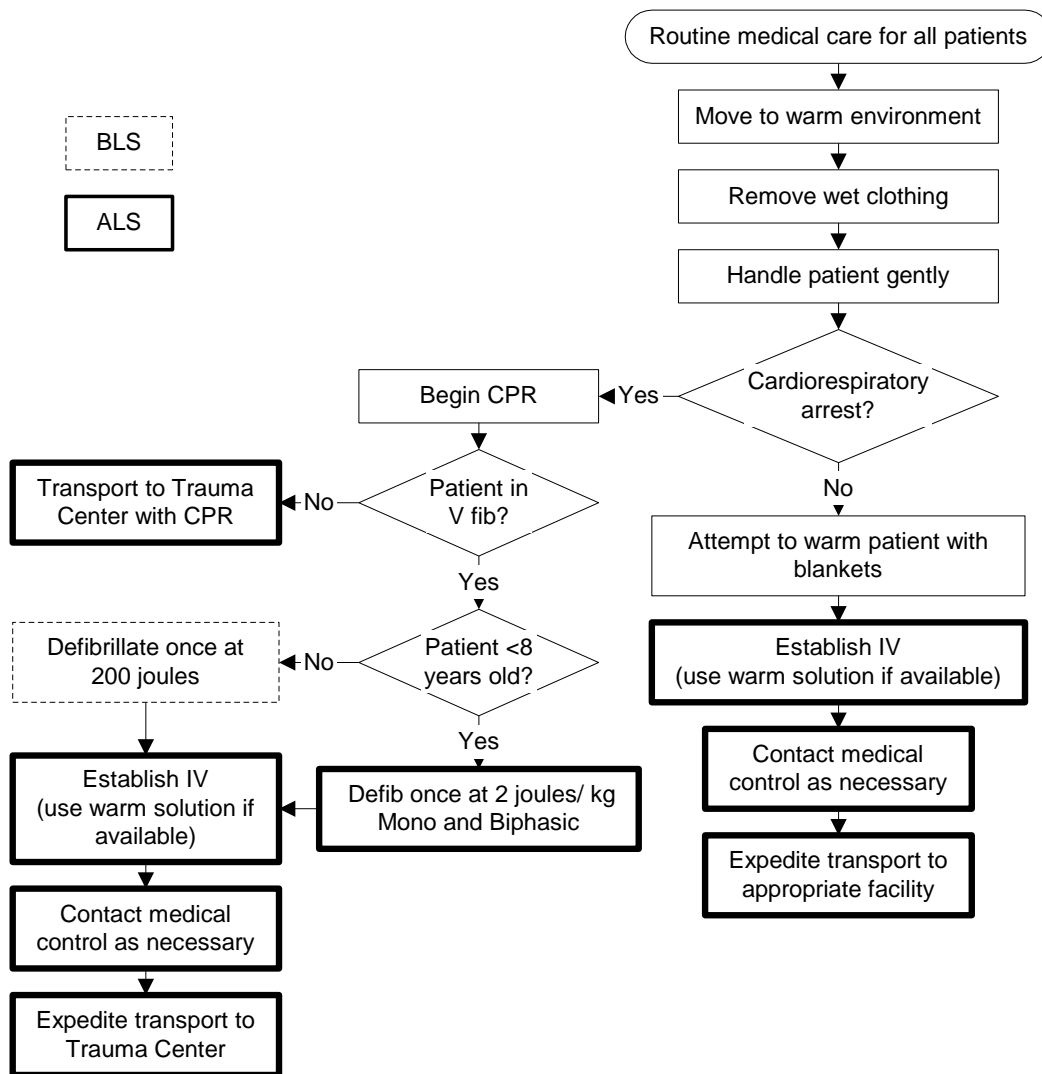 Routine medical care for all patients
BLS
Move to warm environment
ALS
Remove wet clothing
Handle patient gently
Cardiorespiratory
arrest?
Yes
Begin CPR
No
Patient in
V fib?
No
Transport to Trauma
Center with CPR
Yes
Attempt to warm patient with
blankets
Patient <8
years old?
No
Defibrillate once at
200 joules
Establish IV
(use warm solution if available)
Yes
Defib once at 2 joules/ kg
Mono and Biphasic
Establish IV
(use warm solution if
available)
Contact medical
control as necessary
Expedite transport to
appropriate facility
Contact medical
control as necessary
Expedite transport to
Trauma Center